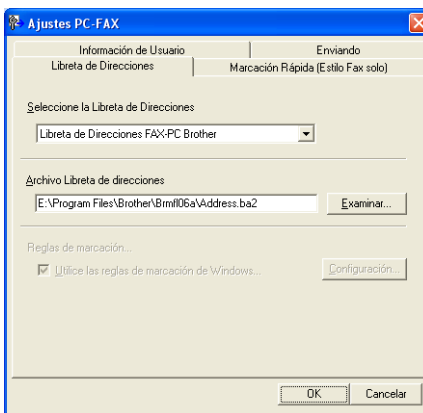 Ajustes PC-FAX
Información de Usuario
Enviando
Libreta de Direcciones
Marcación Rápida (Estilo Fax solo)
Seleccione la Libreta de Direcciones
Libreta de Direcciones FAX-PC Brother
Archivo Libreta de direcciones
E:\Program Files\Brother\Brmfl06a\Address.ba2
Examinar...
Reglas de marcación...
Utilice las reglas de marcación de Windows...
Configuración...
OK
Cancelar